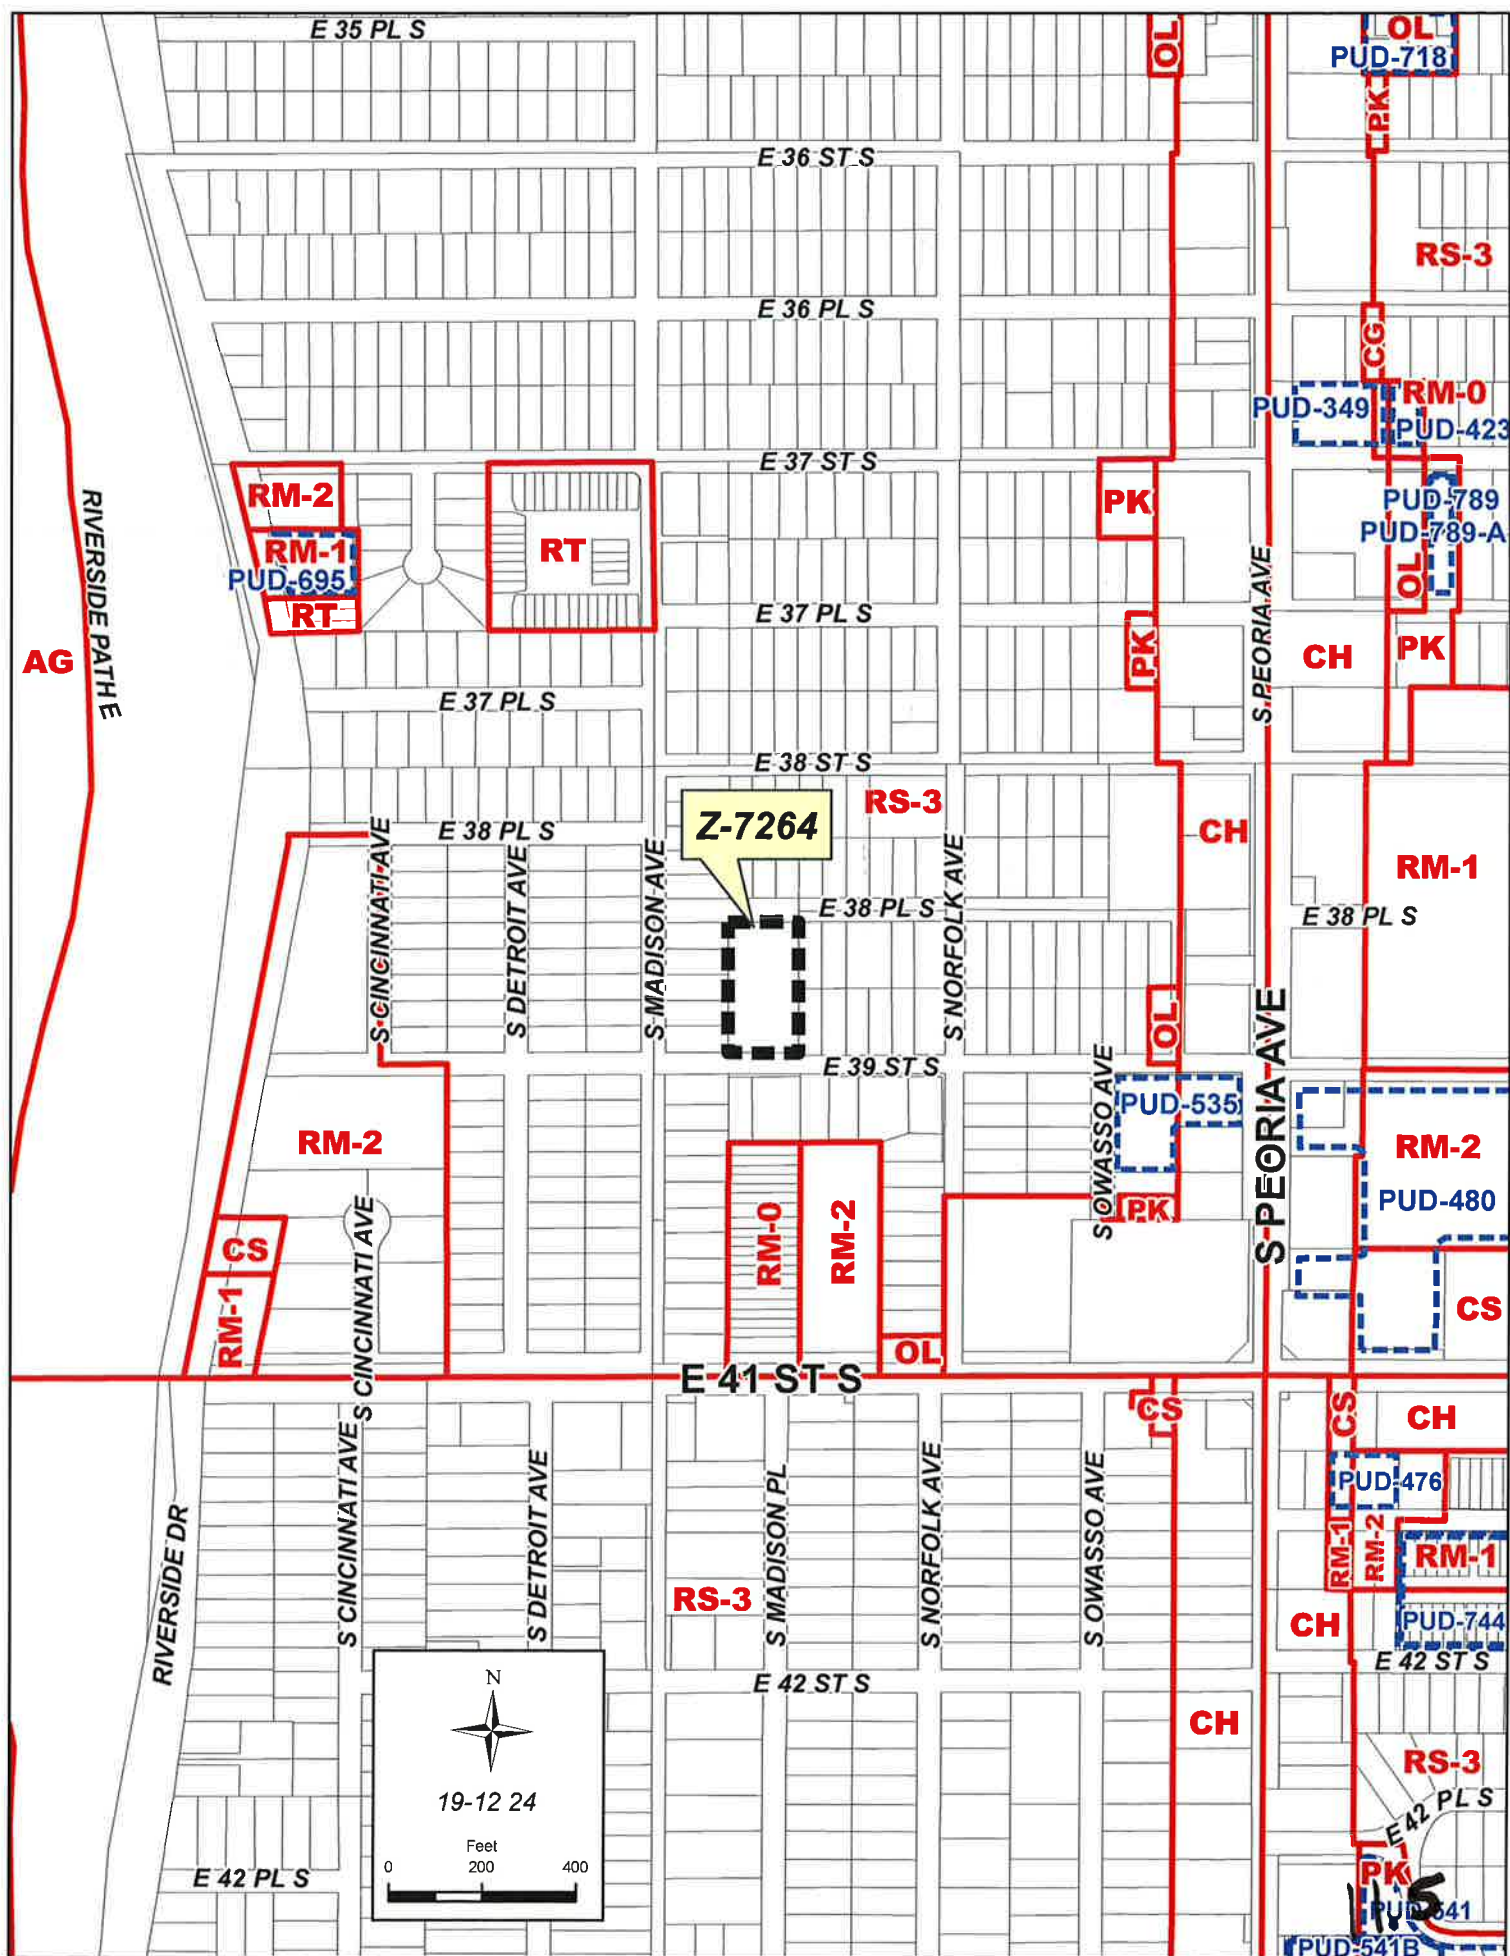 E 35 PL S
OL
OL
PUD-718
PK
E 36 ST S
RS-3
E 36 PL S
CG
RM-0
PUD-349
PUD-423
E 37 ST S
RM-2
PK
PUD-789
PUD-789-A
RM-1
PUD-695
RT
RT
OL
RIVERSIDE PATH E
E 37 PL S
S PEORIA AVE
AG
PK
CH
PK
E 37 PL S
E 38 ST S
RS-3
Z-7264
E 38 PL S
CH
RM-1
S CINCINNATI AVE
S DETROIT AVE
S MADISON AVE
S NORFOLK AVE
E 38 PL S
E 38 PL S
OL
E 39 ST S
S OWASSO AVE
PUD-535
S PEORIA AVE
RM-2
RM-2
PUD-480
PK
CS
RM-0
RM-2
RM-1
S CINCINNATI AVE
CS
OL
E 41 ST S
CS
CS
CH
PUD-476
S CINCINNATI AVE
S DETROIT AVE
S MADISON PL
S NORFOLK AVE
S OWASSO AVE
RM-1
RM-2
RM-1
RIVERSIDE DR
RS-3
CH
PUD-744
E 42 ST S
E 42 ST S
N
CH
RS-3
19-12 24
E 42 PL S
Feet
0 200 400
E 42 PL S
PK
11.5
PUD-541
PUD-541B